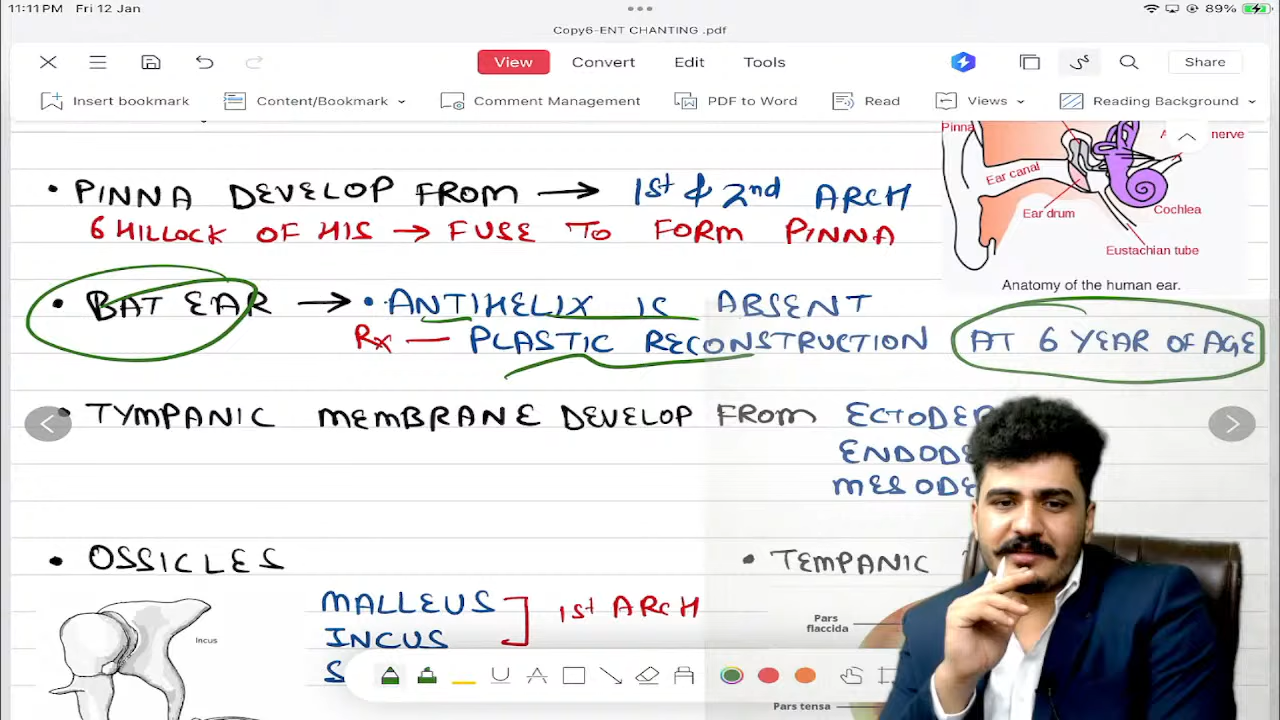 11:11PM Fri 12 Jan
89%
Copy6-ENT CHANTING .pdf
View Convert Edit Tools Share
Insert bookmark Content/Bookmark Comment Management PDF to Word Read Views Reading Background
Pinna nerve
Ear canal
Ear drum Cochlea
Eustachian tube
Anatomy of the human ear.
• PINNA DEVELOP FROM → 1st & 2nd ARCH
6 HILLOCK OF HIS → FUSE TO FORM PINNA
• BAT EAR → • ANTIHELIX IS ABSENT
Rx — PLASTIC RECONSTRUCTION AT 6 YEAR OF AGE
• TYMPANIC MEMBRANE DEVELOP FROM
• OSSICLES
• TEMPANIC
Incus
MALLEUS ] 1st ARCH
INCUS
S
Pars
flaccida
Pars tensa